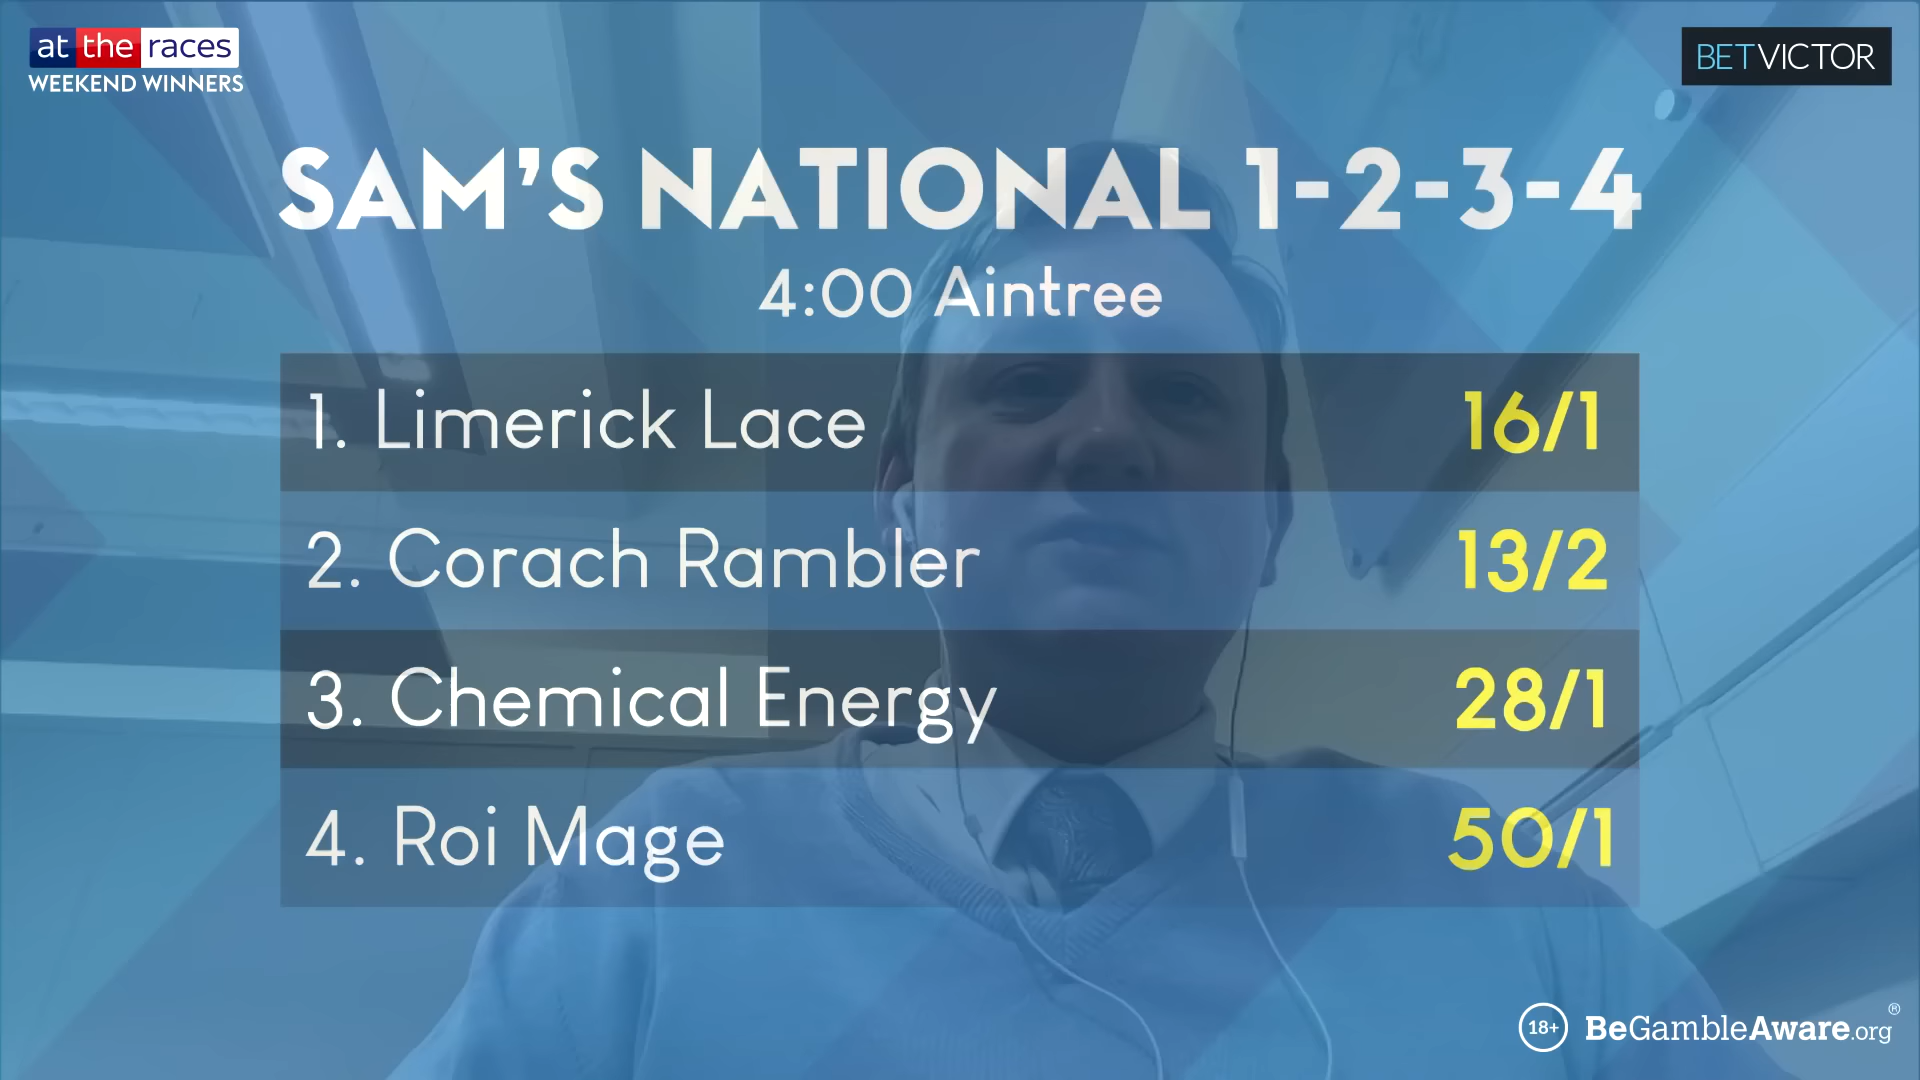 at the races
WEEKEND WINNERS
BETVICTOR
SAM'S NATIONAL 1-2-3-4
4:00 Aintree
1. Limerick Lace 16/1
2. Corach Rambler 13/2
3. Chemical Energy 28/1
4. Roi Mage 50/1
18+ BeGambleAware.org®